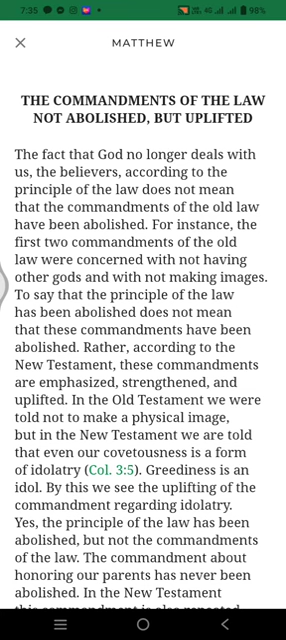 7:35
98%
MATTHEW
THE COMMANDMENTS OF THE LAW
NOT ABOLISHED, BUT UPLIFTED
The fact that God no longer deals with
us, the believers, according to the
principle of the law does not mean
that the commandments of the old law
have been abolished. For instance, the
first two commandments of the old
law were concerned with not having
other gods and with not making images.
To say that the principle of the law
has been abolished does not mean
that these commandments have been
abolished. Rather, according to the
New Testament, these commandments
are emphasized, strengthened, and
uplifted. In the Old Testament we were
told not to make a physical image,
but in the New Testament we are told
that even our covetousness is a form
of idolatry (Col. 3:5). Greediness is an
idol. By this we see the uplifting of the
commandment regarding idolatry.
Yes, the principle of the law has been
abolished, but not the commandments
of the law. The commandment about
honoring our parents has never been
abolished. In the New Testament
this commandment is also repeated